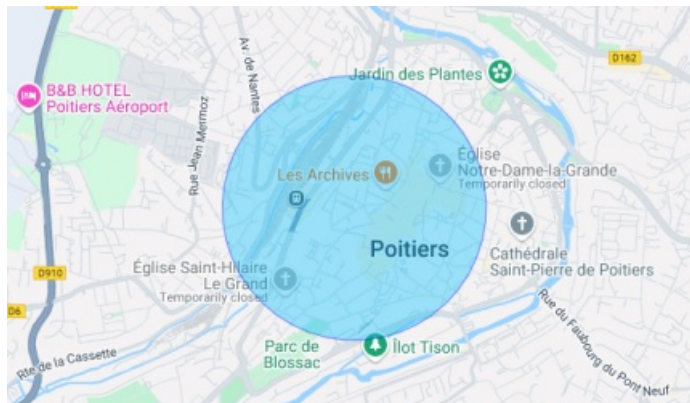 D162
Jardin des Plantes
B&B HOTEL
Poitiers Aéroport
Av. de Nantes
Rue Jean Mermoz
Église
Notre-Dame-la-Grande
Temporarily closed
Les Archives
Poitiers
Cathédrale
Saint-Pierre de Poitiers
D910
Église Saint-Hilaire
Le Grand
Temporarily closed
D6
Rue du Faubourg du Pont Neuf
Parc de
Blossac
Îlot Tison
Rte de la Cassette